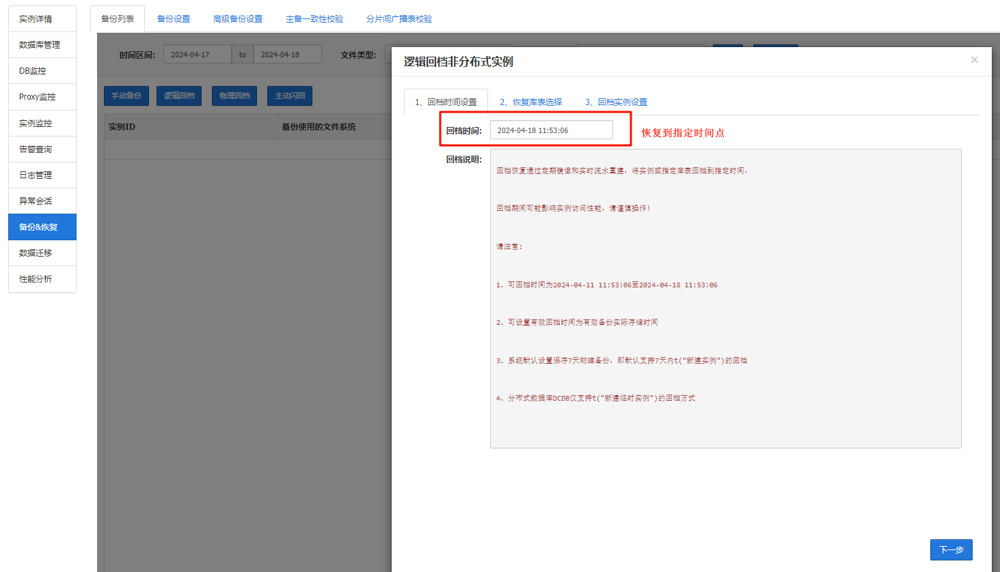 实例详情
数据库管理
DB监控
Proxy监控
实例监控
告警查询
日志管理
异常会话
备份&恢复
数据迁移
性能分析
备份列表 备份设置 高级备份设置 主备一致性校验 分片间广播表校验
时间区间: 2024-04-17 to 2024-04-18 文件类型:
手动备份 逻辑回档 物理回档 主动闪回
实例ID 备份使用的文件系统
逻辑回档非分布式实例 ×
1、回档时间设置 2、恢复库表选择 3、回档实例设置
回档时间: 2024-04-18 11:53:06 恢复到指定时间点
回档说明:
回档恢复通过定期镜像和实时流水重建，将实例或指定库表回档到指定时间，
回档期间可能影响实例访问性能，请谨慎操作！
请注意：
1、可回档时间为2024-04-11 11:53:06至2024-04-18 11:53:06
2、可设置有效回档时间为有效备份实际存储时间
3、系统默认设置保存7天物理备份，即默认支持7天内t("新建实例")的回档
4、分布式数据库DCDB仅支持t("新建临时实例")的回档方式
下一步